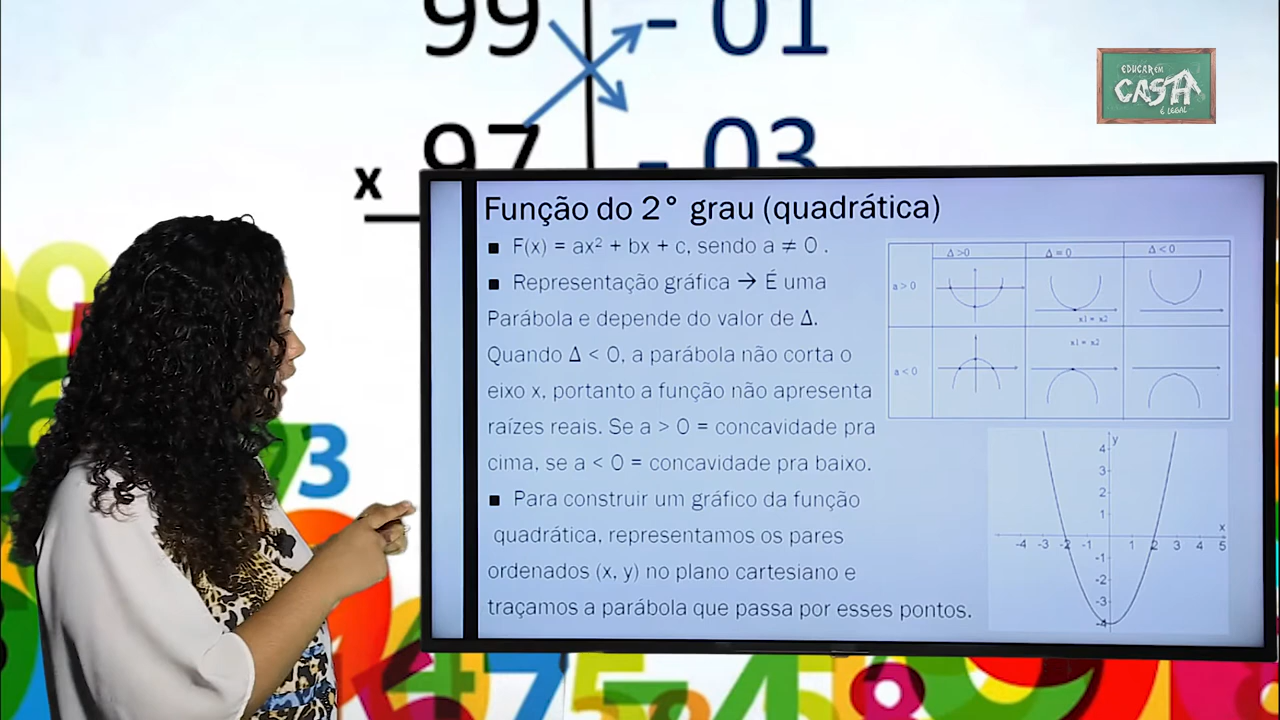 99 - 01
97 - 03
x
EDUCAR EM
CASA
É LEGAL
Função do 2° grau (quadrática)
■ F(x) = ax² + bx + c, sendo a ≠ 0 .
■ Representação gráfica → É uma
Parábola e depende do valor de Δ.
Quando Δ < 0, a parábola não corta o
eixo x, portanto a função não apresenta
raízes reais. Se a > 0 = concavidade pra
cima, se a < 0 = concavidade pra baixo.
■ Para construir um gráfico da função
quadrática, representamos os pares
ordenados (x, y) no plano cartesiano e
traçamos a parábola que passa por esses pontos.
Δ >0 Δ = 0 Δ < 0
a > 0
x1 = x2
x1 = x2
a < 0
y
4
3
2
1
x
-4 -3 -2 -1 1 2 3 4 5
-1
-2
-3
-4
3